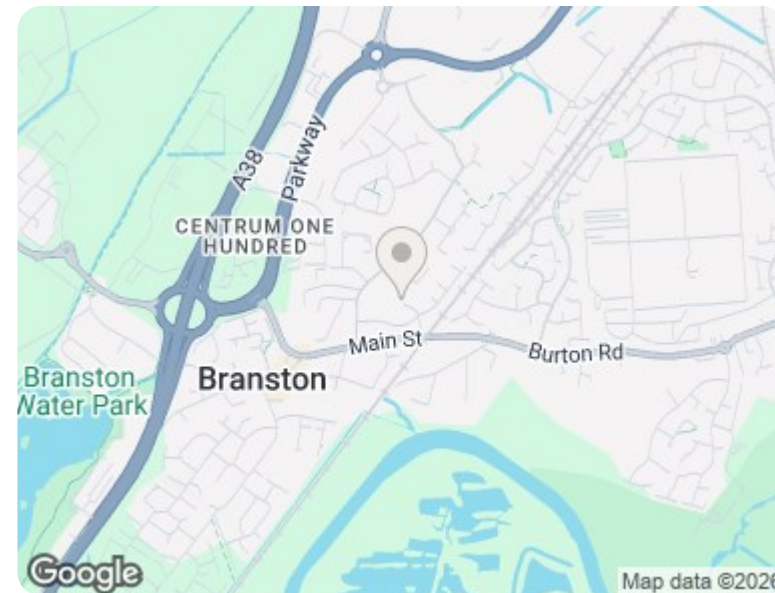 A38
Parkway
CENTRUM ONE
HUNDRED
Main St
Burton Rd
Branston
Branston
Water Park
Google
Map data ©2026